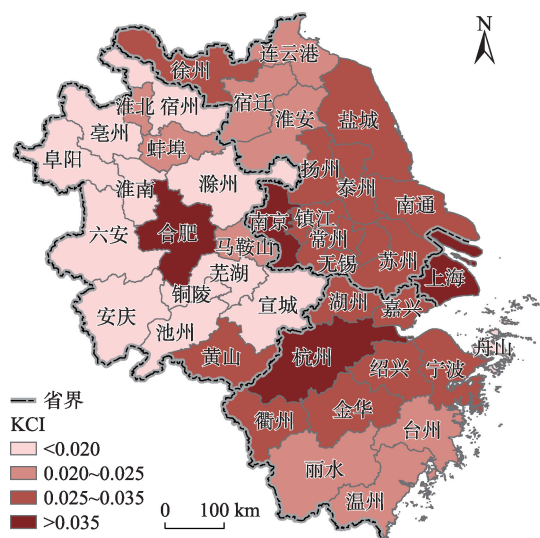 N
连云港
徐州
淮北
宿州
宿迁
淮安
盐城
亳州
蚌埠
阜阳
扬州
泰州
淮南
滁州
南通
南京
镇江
六安
合肥
马鞍山
常州
无锡
苏州
上海
芜湖
铜陵
宣城
湖州
嘉兴
安庆
池州
黄山
杭州
绍兴
宁波
舟山
衢州
金华
台州
丽水
温州
省界
KCI
<0.020
0.020~0.025
0.025~0.035
>0.035
0 100 km